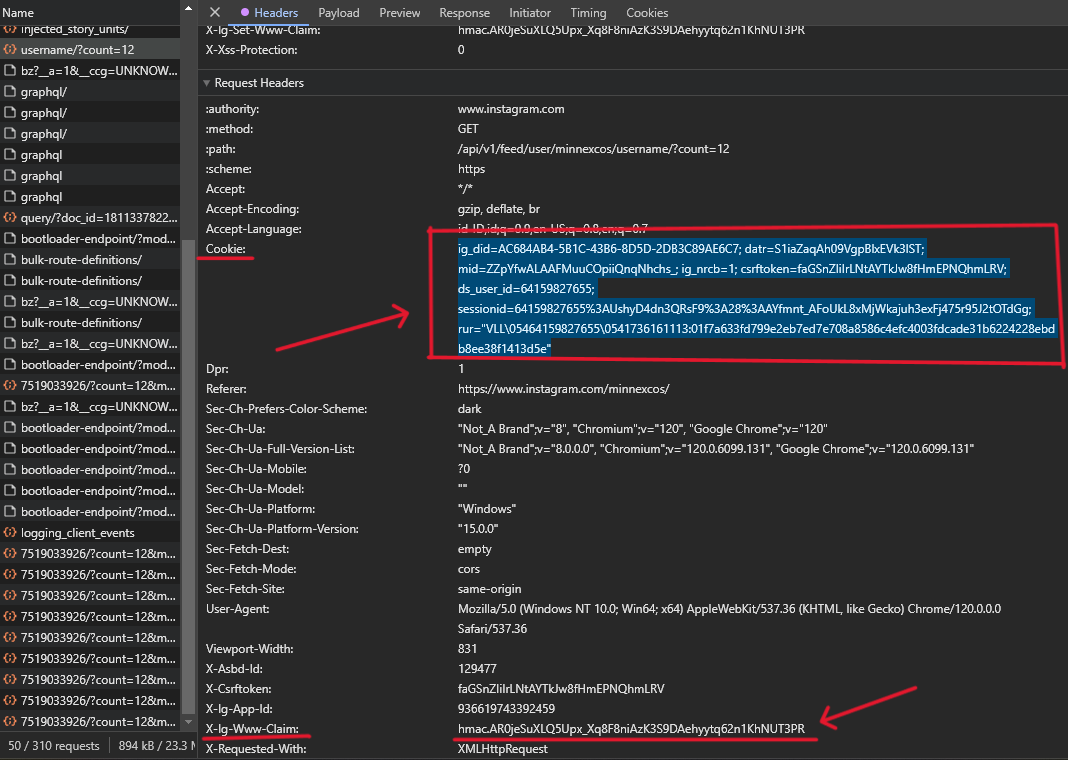 Name
injected_story_units/
username/?count=12
bz?__a=1&__ccg=UNKNOW...
graphql/
graphql/
graphql/
graphql
graphql
graphql
query/?doc_id=1811337822...
bootloader-endpoint/?mod...
bulk-route-definitions/
bulk-route-definitions/
bz?__a=1&__ccg=UNKNOW...
bulk-route-definitions/
bz?__a=1&__ccg=UNKNOW...
bootloader-endpoint/?mod...
7519033926/?count=12&m...
bz?__a=1&__ccg=UNKNOW...
bootloader-endpoint/?mod...
bootloader-endpoint/?mod...
bootloader-endpoint/?mod...
bootloader-endpoint/?mod...
bootloader-endpoint/?mod...
logging_client_events
7519033926/?count=12&m...
7519033926/?count=12&m...
7519033926/?count=12&m...
7519033926/?count=12&m...
7519033926/?count=12&m...
7519033926/?count=12&m...
7519033926/?count=12&m...
7519033926/?count=12&m...
7519033926/?count=12&m...
50 / 310 requests 894 kB / 23.3 M
Headers Payload Preview Response Initiator Timing Cookies
X-Ig-Set-Www-Claim: hmac.AR0jeSuXLQ5Upx_Xq8F8niAzK3S9DAehyytq62n1KhNUT3PR
X-Xss-Protection: 0
Request Headers
:authority: www.instagram.com
:method: GET
:path: /api/v1/feed/user/minnexcos/username/?count=12
:scheme: https
Accept: */*
Accept-Encoding: gzip, deflate, br
Accept-Language: id-ID,id;q=0.9,en-US;q=0.8,en;q=0.7
Cookie: ig_did=AC684AB4-5B1C-43B6-8D5D-2DB3C89AE6C7; datr=S1iaZaqAh09VgpBIxEVk3IST;
mid=ZZpYfwALAAFMuuCOpiiQnqNhchs_; ig_nrcb=1; csrftoken=faGSnZIiIrLNtAYTkJw8fHmEPNQhmLRV;
ds_user_id=64159827655;
sessionid=64159827655%3AUshyD4dn3QRsF9%3A28%3AAYfmnt_AFoUkL8xMjWkajuh3exFj475r95J2tOTdGg;
rur="VLL\05464159827655\0541736161113:01f7a633fd799e2eb7ed7e708a8586c4efc4003fdcade31b6224228ebd
b8ee38f1413d5e"
Dpr: 1
Referer: https://www.instagram.com/minnexcos/
Sec-Ch-Prefers-Color-Scheme: dark
Sec-Ch-Ua: "Not_A Brand";v="8", "Chromium";v="120", "Google Chrome";v="120"
Sec-Ch-Ua-Full-Version-List: "Not_A Brand";v="8.0.0.0", "Chromium";v="120.0.6099.131", "Google Chrome";v="120.0.6099.131"
Sec-Ch-Ua-Mobile: ?0
Sec-Ch-Ua-Model: ""
Sec-Ch-Ua-Platform: "Windows"
Sec-Ch-Ua-Platform-Version: "15.0.0"
Sec-Fetch-Dest: empty
Sec-Fetch-Mode: cors
Sec-Fetch-Site: same-origin
User-Agent: Mozilla/5.0 (Windows NT 10.0; Win64; x64) AppleWebKit/537.36 (KHTML, like Gecko) Chrome/120.0.0.0
Safari/537.36
Viewport-Width: 831
X-Asbd-Id: 129477
X-Csrftoken: faGSnZIiIrLNtAYTkJw8fHmEPNQhmLRV
X-Ig-App-Id: 936619743392459
X-Ig-Www-Claim: hmac.AR0jeSuXLQ5Upx_Xq8F8niAzK3S9DAehyytq62n1KhNUT3PR
X-Requested-With: XMLHttpRequest